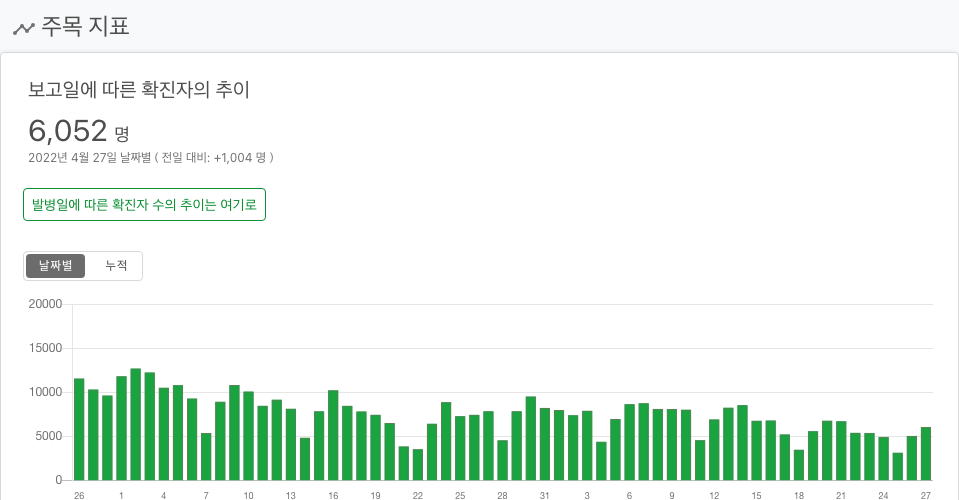 주목 지표
보고일에 따른 확진자의 추이
6,052 명
2022년 4월 27일 날짜별 ( 전일 대비: +1,004 명 )
발병일에 따른 확진자 수의 추이는 여기로
날짜별 누적
20000
15000
10000
5000
0
26 1 4 7 10 13 16 19 22 25 28 31 3 6 9 12 15 18 21 24 27